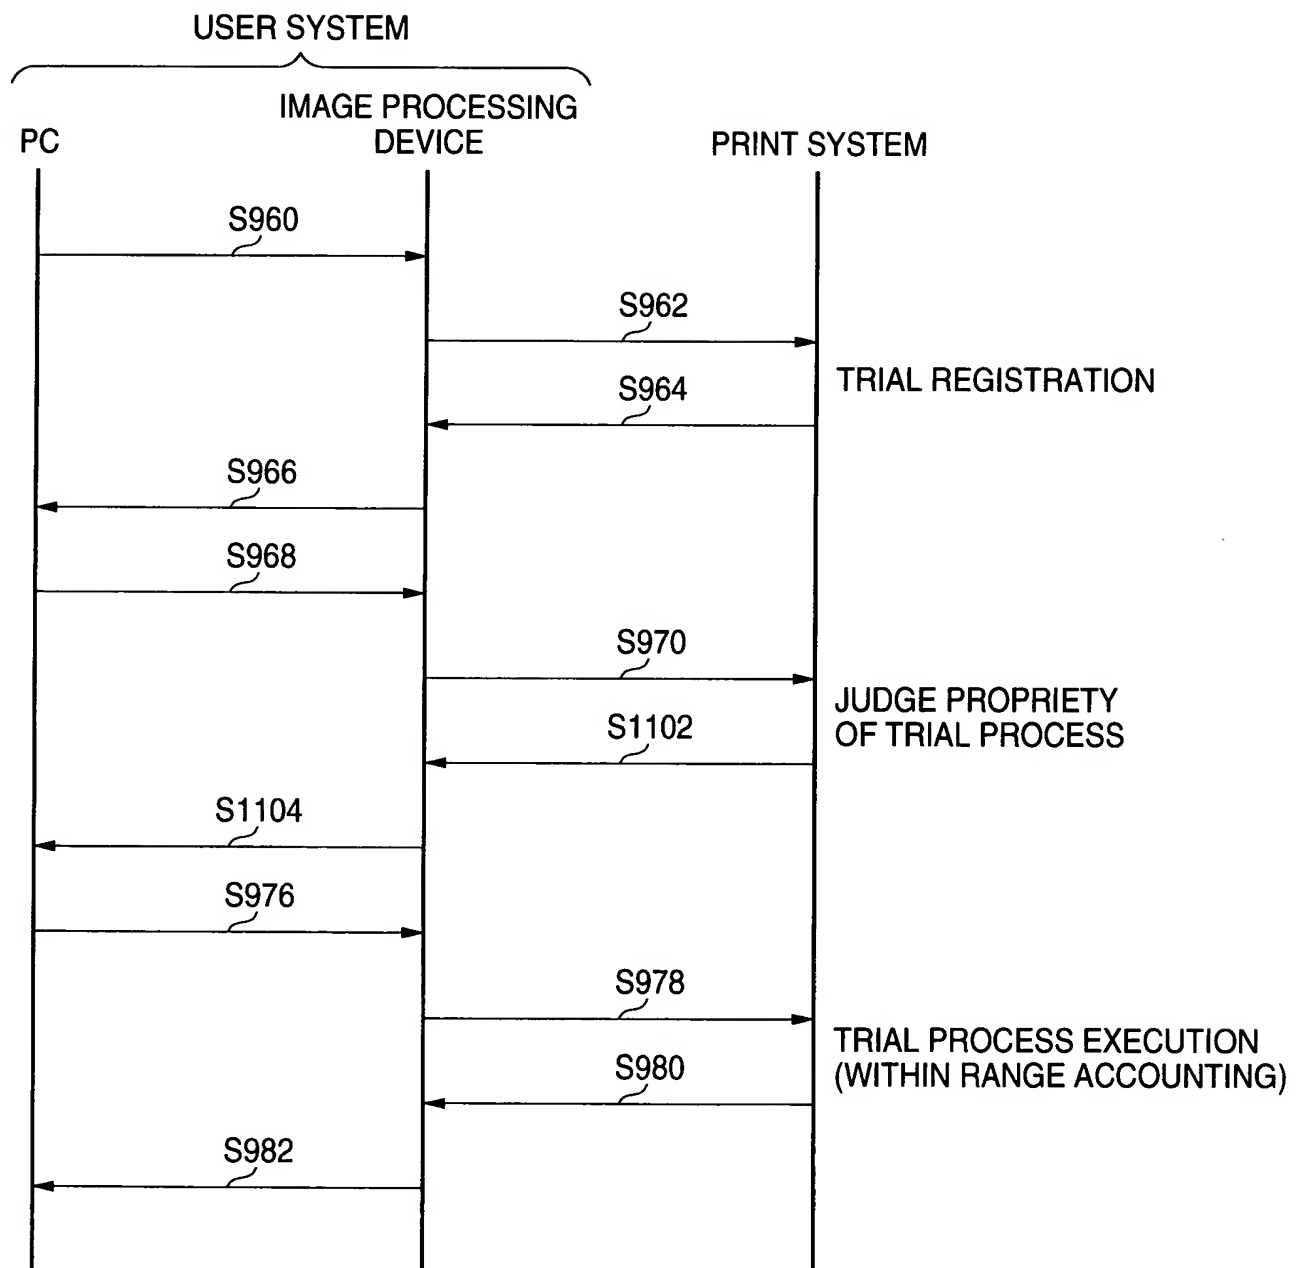 USER SYSTEM
PC
IMAGE PROCESSING
DEVICE
PRINT SYSTEM
S960
S962
TRIAL REGISTRATION
S964
S966
S968
S970
JUDGE PROPRIETY
OF TRIAL PROCESS
S1102
S1104
S976
S978
TRIAL PROCESS EXECUTION
(WITHIN RANGE ACCOUNTING)
S980
S982